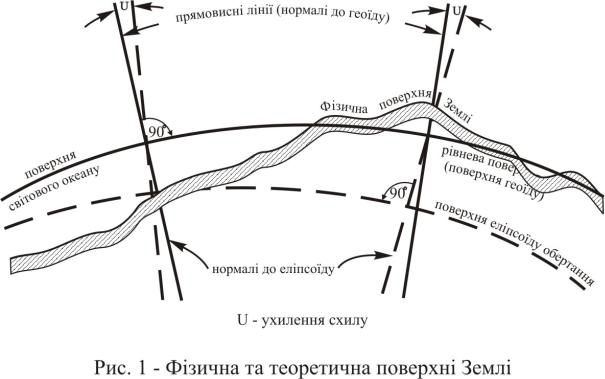 U
U
прямовисні лінії (нормалі до геоїду)
Фізична поверхня Землі
90°
поверхня
світового океану
рівнева повер
(поверхня геоїду)
90°
поверхня еліпсоїду обертання
нормалі до еліпсоїду
U - ухилення схилу
Рис. 1 - Фізична та теоретична поверхні Землі